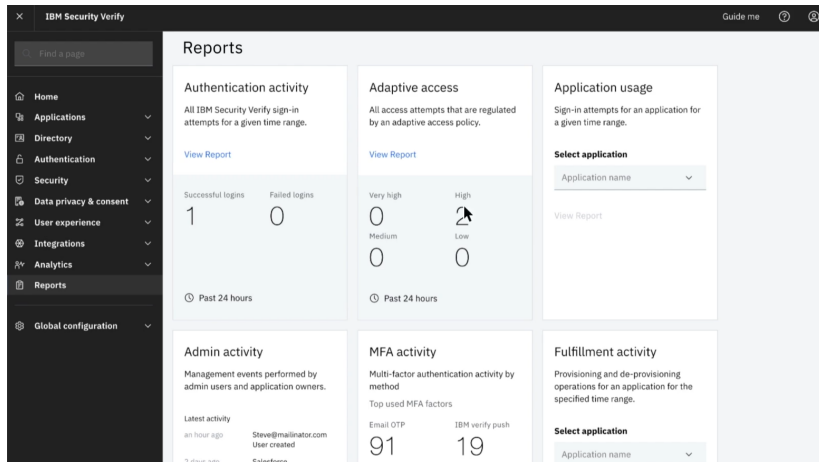 IBM Security Verify
Guide me
Find a page
Home
Applications
Directory
Authentication
Security
Data privacy & consent
User experience
Integrations
Analytics
Reports
Global configuration
Reports
Authentication activity
All IBM Security Verify sign-in
attempts for a given time range.
View Report
Successful logins Failed logins
1 0
Past 24 hours
Adaptive access
All access attempts that are regulated
by an adaptive access policy.
View Report
Very high High
0 2
Medium Low
0 0
Past 24 hours
Application usage
Sign-in attempts for an application for
a given time range.
Select application
Application name
View Report
Admin activity
Management events performed by
admin users and application owners.
Latest activity
an hour ago Steve@mailinator.com
User created
2 days ago Salesforce
MFA activity
Multi-factor authentication activity by
method
Top used MFA factors
Email OTP IBM verify push
91 19
Fulfillment activity
Provisioning and de-provisioning
operations for an application for the
specified time range.
Select application
Application name